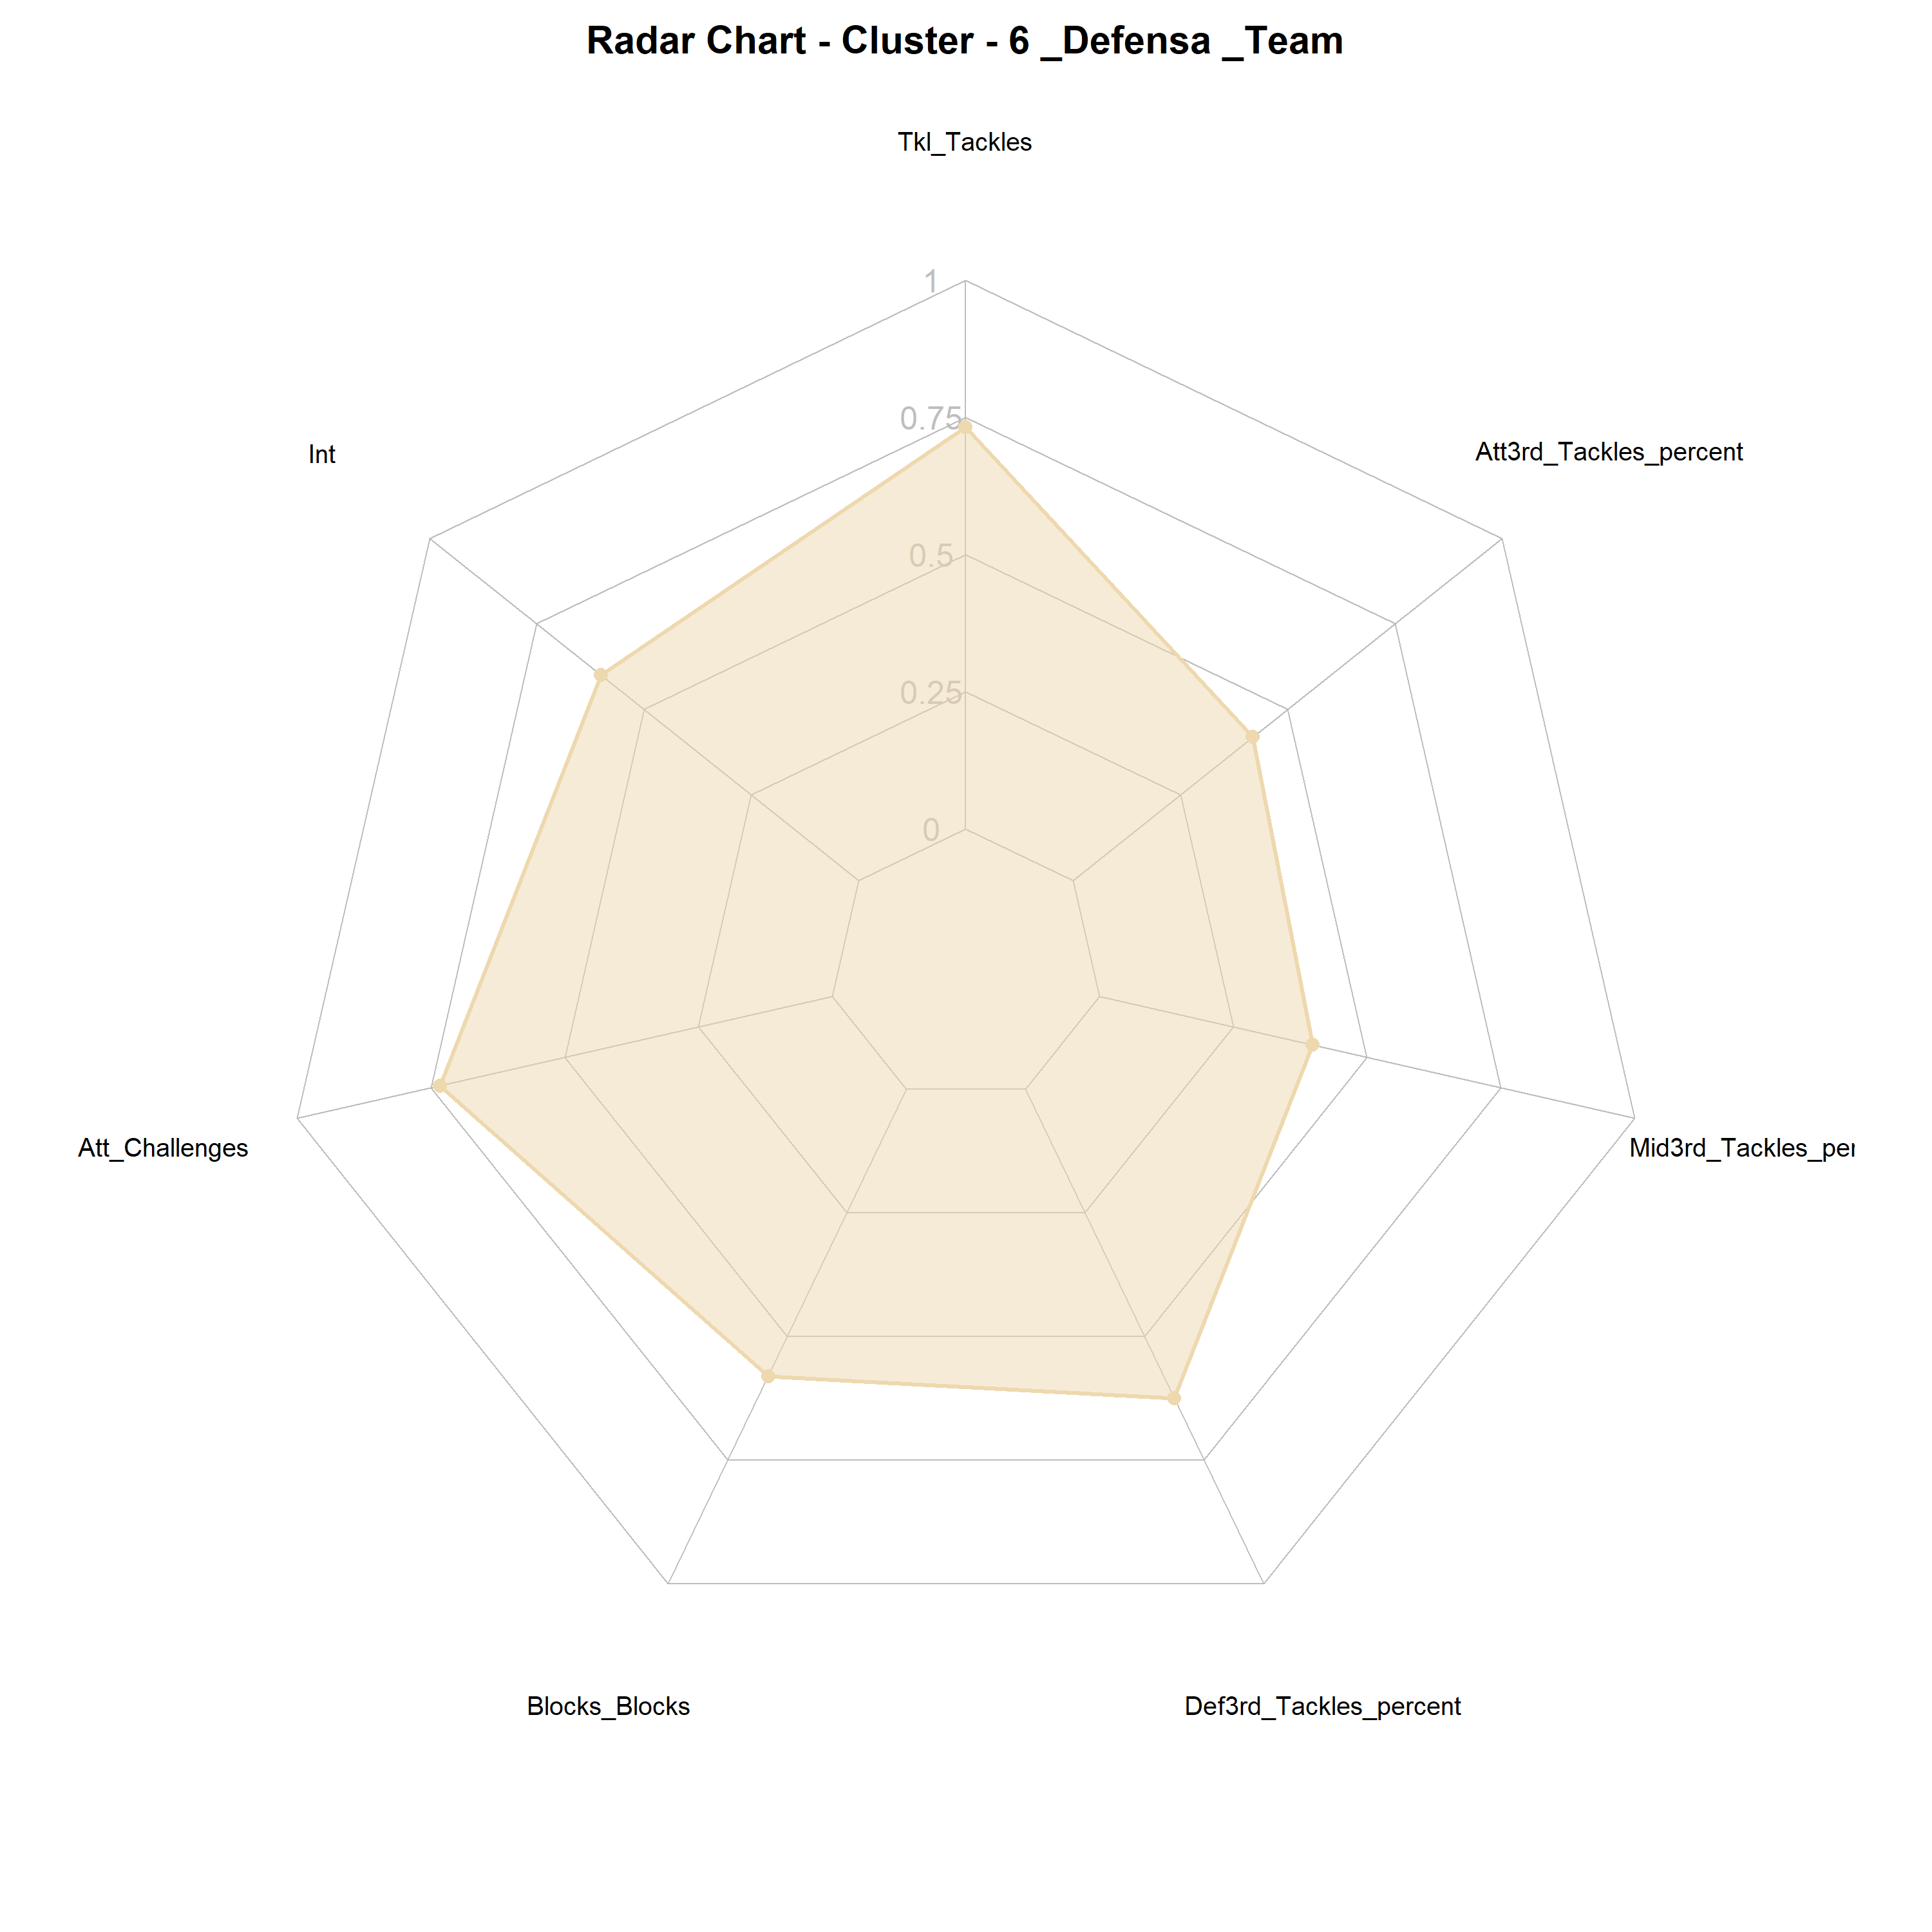 Radar Chart - Cluster - 6 _Defensa _Team
Tkl_Tackles
1
0.75
Att3rd_Tackles_percent
Int
0.5
0.25
0
Att_Challenges
Mid3rd_Tackles_per
Blocks_Blocks
Def3rd_Tackles_percent